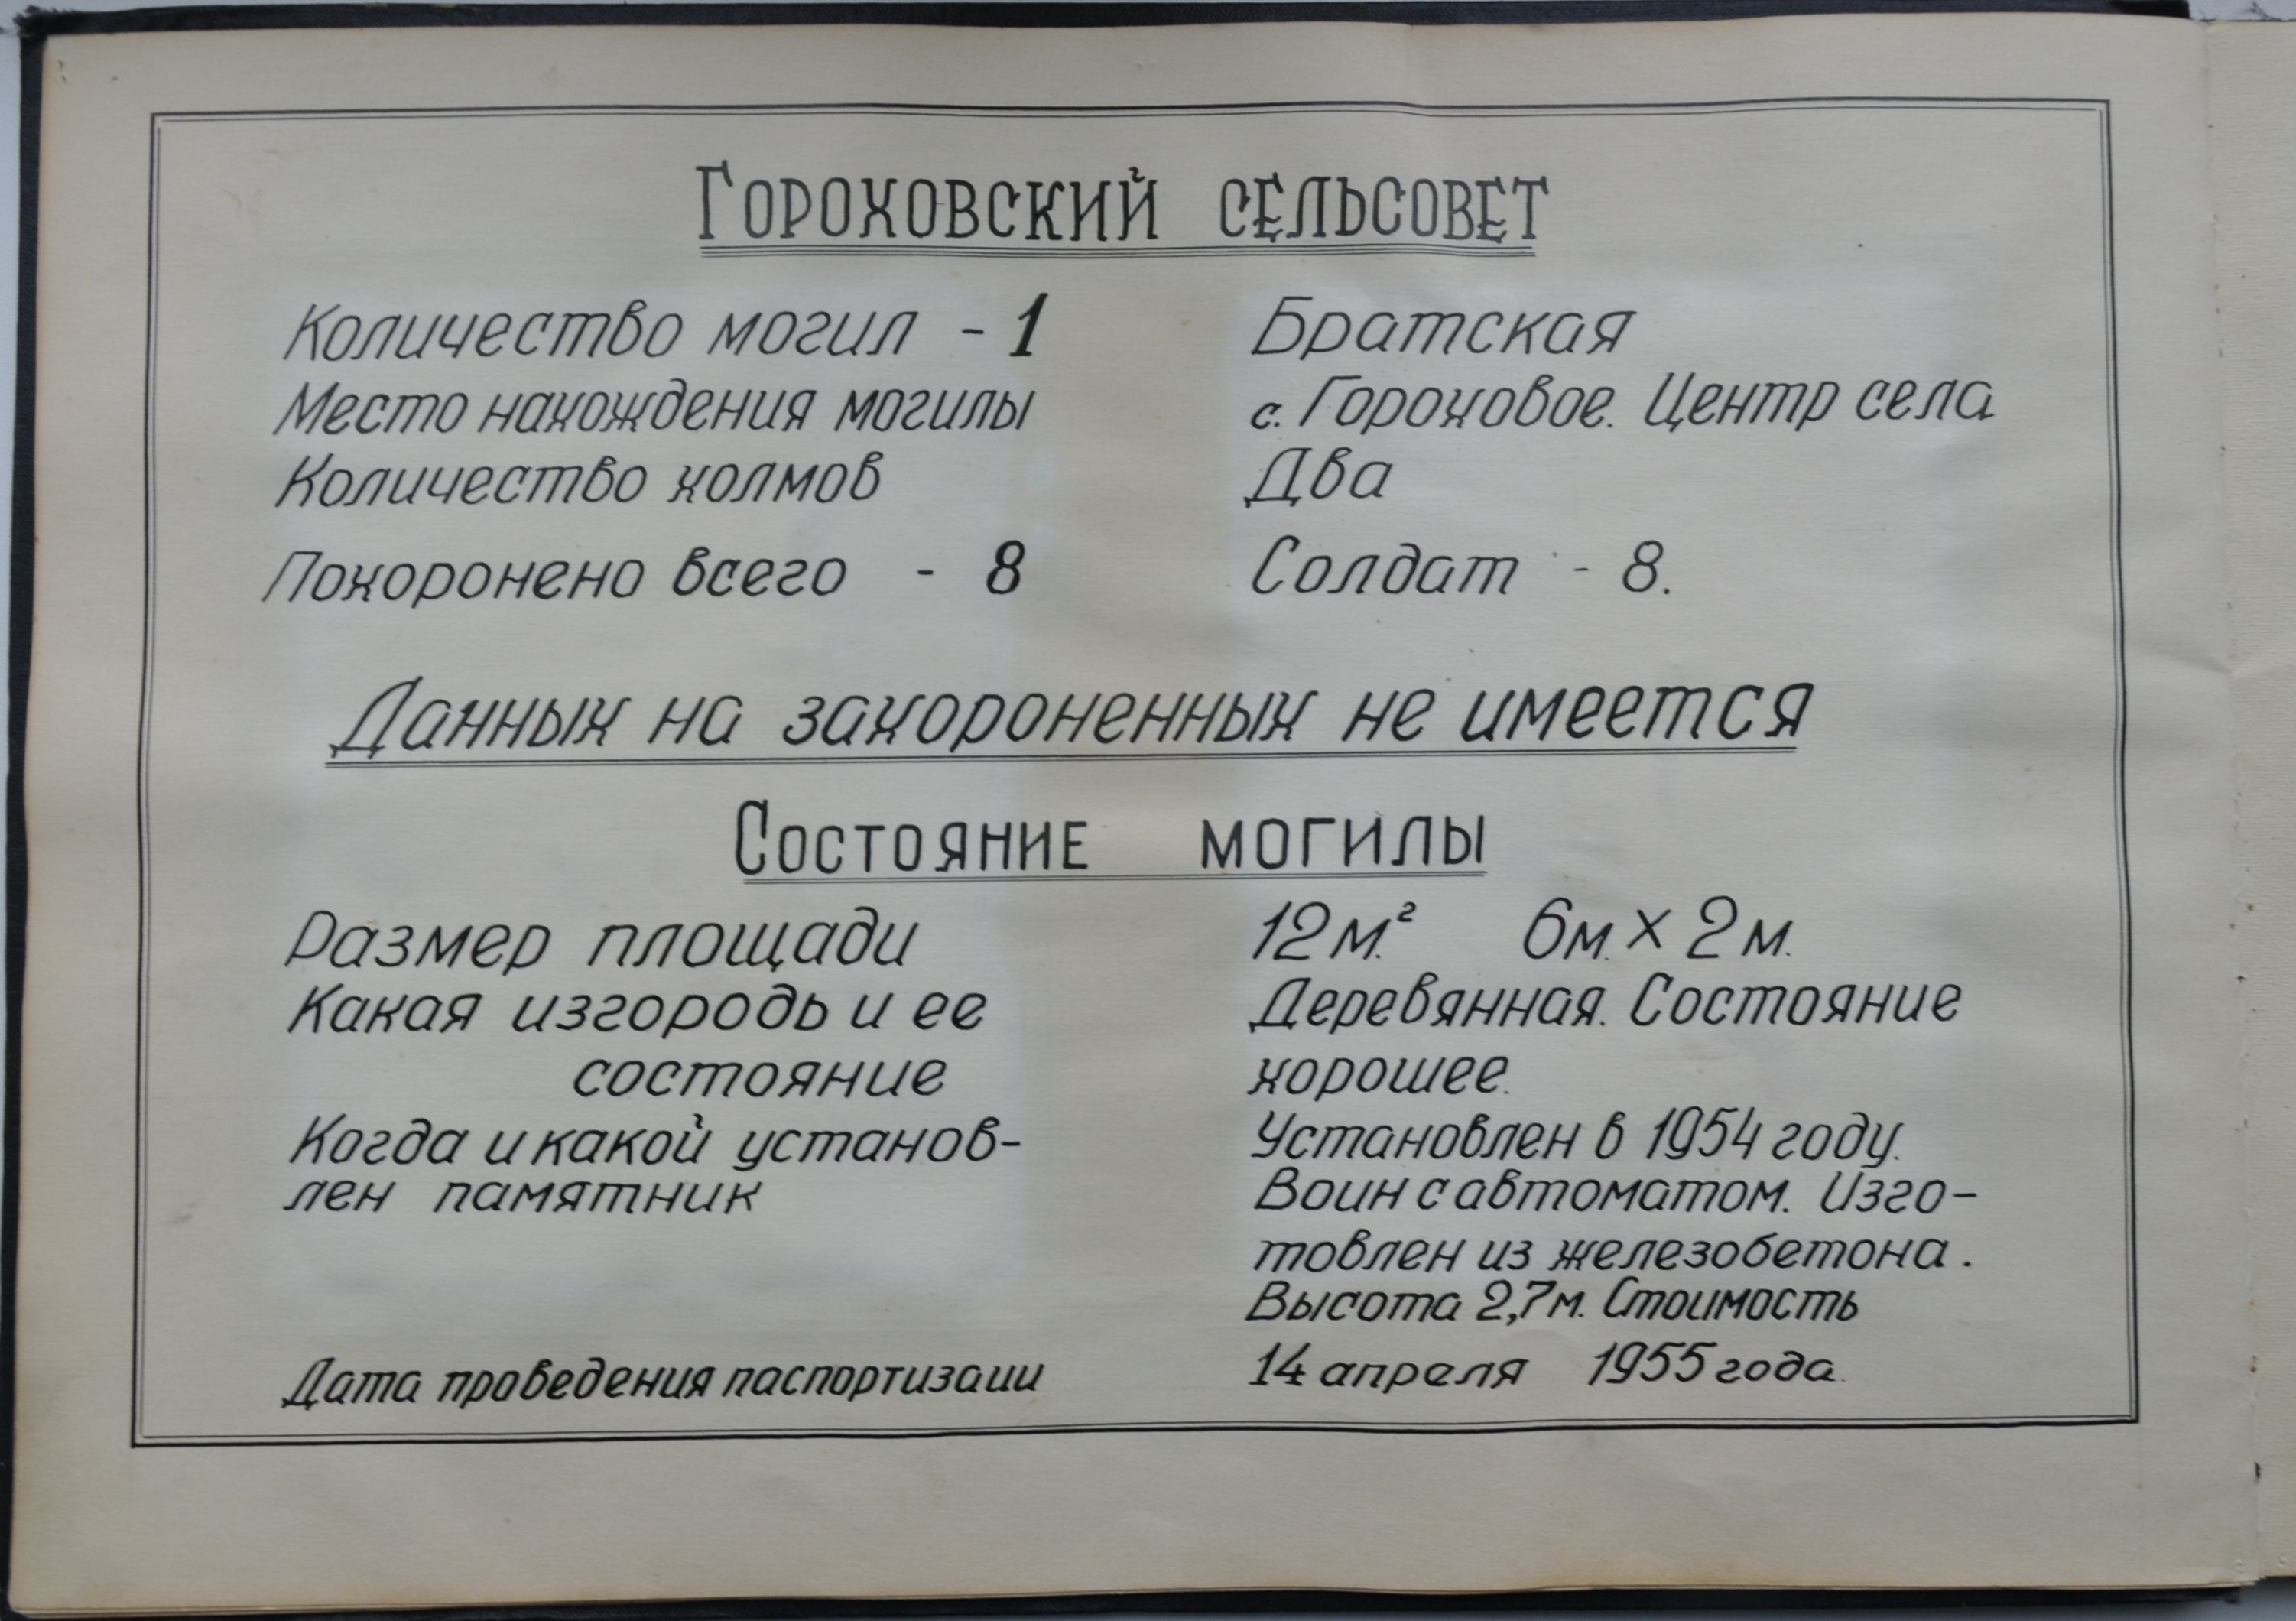 Гороховский сельсовет
Количество могил - 1 Братская
Место нахождения могилы с. Гороховое. Центр села
Количество холмов Два
Похоронено всего - 8 Солдат - 8.
Данных на захороненных не имеется
Состояние могилы
Размер площади 12м.² 6м. × 2м.
Какая изгородь и ее Деревянная. Состояние
состояние хорошее.
Когда и какой установ- Установлен в 1954 году.
лен памятник Воин с автоматом. Изго-
товлен из железобетона.
Высота 2,7м. Стоимость
Дата проведения паспортизаии 14 апреля 1955 года.